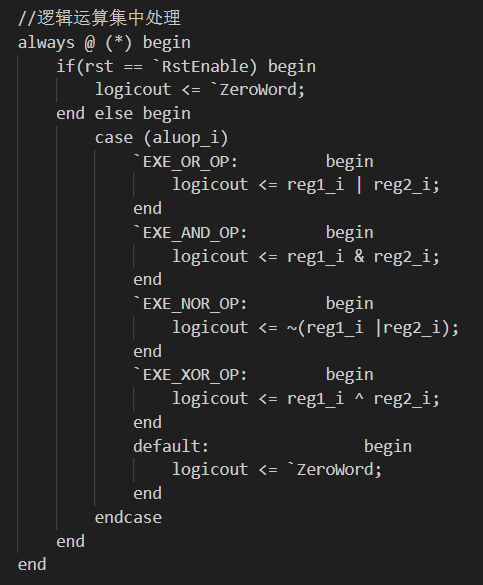 //逻辑运算集中处理
always @ (*) begin
    if(rst == `RstEnable) begin
        logicout <= `ZeroWord;
    end else begin
        case (aluop_i)
            `EXE_OR_OP:         begin
                logicout <= reg1_i | reg2_i;
            end
            `EXE_AND_OP:        begin
                logicout <= reg1_i & reg2_i;
            end
            `EXE_NOR_OP:        begin
                logicout <= ~(reg1_i |reg2_i);
            end
            `EXE_XOR_OP:        begin
                logicout <= reg1_i ^ reg2_i;
            end
            default:                begin
                logicout <= `ZeroWord;
            end
        endcase
    end
end